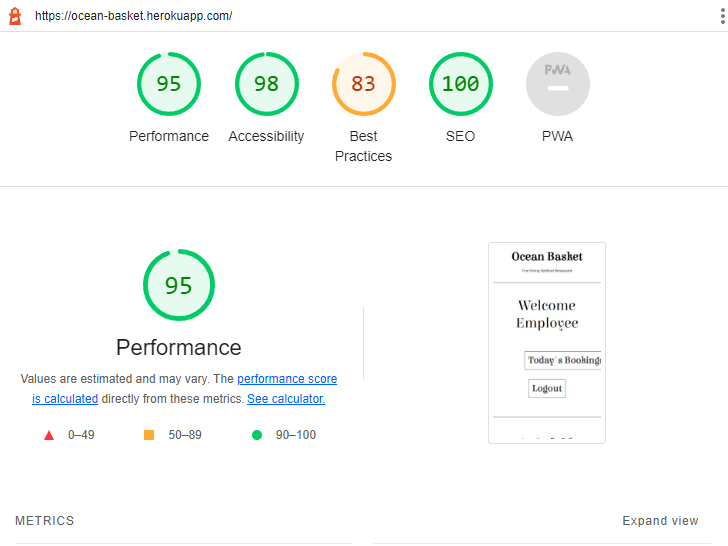 https://ocean-basket.herokuapp.com/
95
98
83
100
PWA
Performance
Accessibility
Best
Practices
SEO
PWA
95
Performance
Values are estimated and may vary. The performance score
is calculated directly from these metrics. See calculator.
0–49
50–89
90–100
Ocean Basket
Fine Dining Seafood Restaurant
Welcome
Employee
Today's Bookings
Logout
METRICS
Expand view